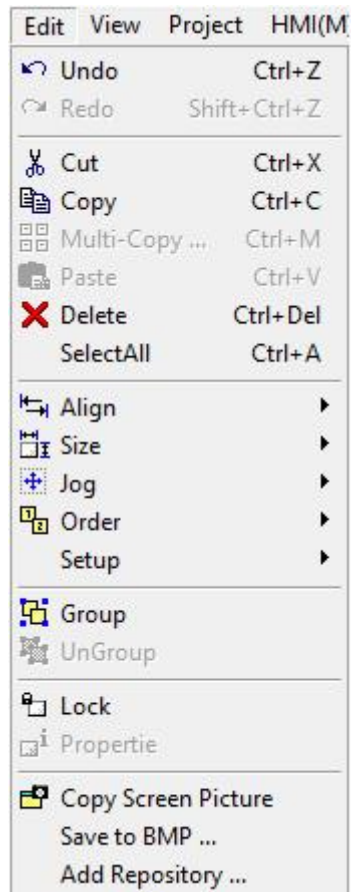 Edit View Project HMI(M
Undo Ctrl+Z
Redo Shift+Ctrl+Z
Cut Ctrl+X
Copy Ctrl+C
Multi-Copy ... Ctrl+M
Paste Ctrl+V
Delete Ctrl+Del
SelectAll Ctrl+A
Align
Size
Jog
Order
Setup
Group
UnGroup
Lock
Propertie
Copy Screen Picture
Save to BMP ...
Add Repository ...